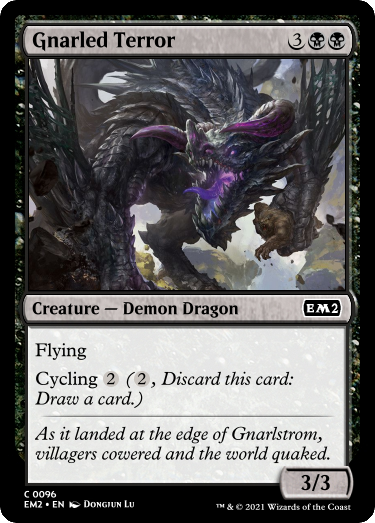 Gnarled Terror 3
Creature — Demon Dragon EM2
Flying
Cycling 2 (2, Discard this card:
Draw a card.)
As it landed at the edge of Gnarlstrom,
villagers cowered and the world quaked.
3/3
C 0096
EM2 • EN Dongjun Lu ™ & © 2021 Wizards of the Coast